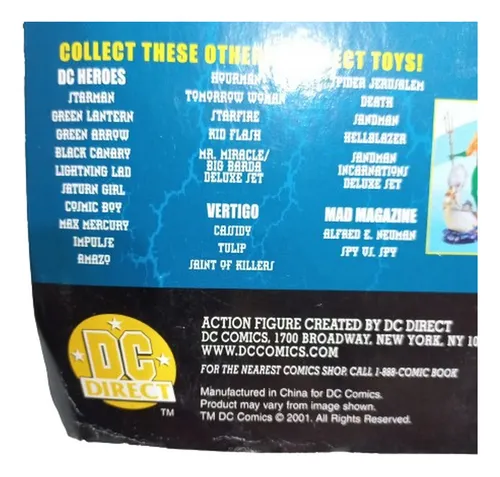 COLLECT THESE OTHER DIRECT TOYS!
DC HEROES
STARMAN
GREEN LANTERN
GREEN ARROW
BLACK CANARY
LIGHTNING LAD
SATURN GIRL
COSMIC BOY
MAX MERCURY
IMPULSE
AMAZO
HOURMAN
TOMORROW WOMAN
STARFIRE
KID FLASH
MR. MIRACLE/
BIG BARDA
DELUXE SET
VERTIGO
CASSIDY
TULIP
SAINT OF KILLERS
SPIDER JERUSALEM
DEATH
SANDMAN
HELLBLAZER
SANDMAN
INCARNATIONS
DELUXE SET
MAD MAGAZINE
ALFRED E. NEUMAN
SPY VS. SPY
DC
DIRECT
TM
ACTION FIGURE CREATED BY DC DIRECT
DC COMICS, 1700 BROADWAY, NEW YORK, NY 10
WWW.DCCOMICS.COM
FOR THE NEAREST COMICS SHOP, CALL 1-888-COMIC BOOK
Manufactured in China for DC Comics.
Product may vary from image shown.
TM DC Comics © 2001. All Rights Reserved.